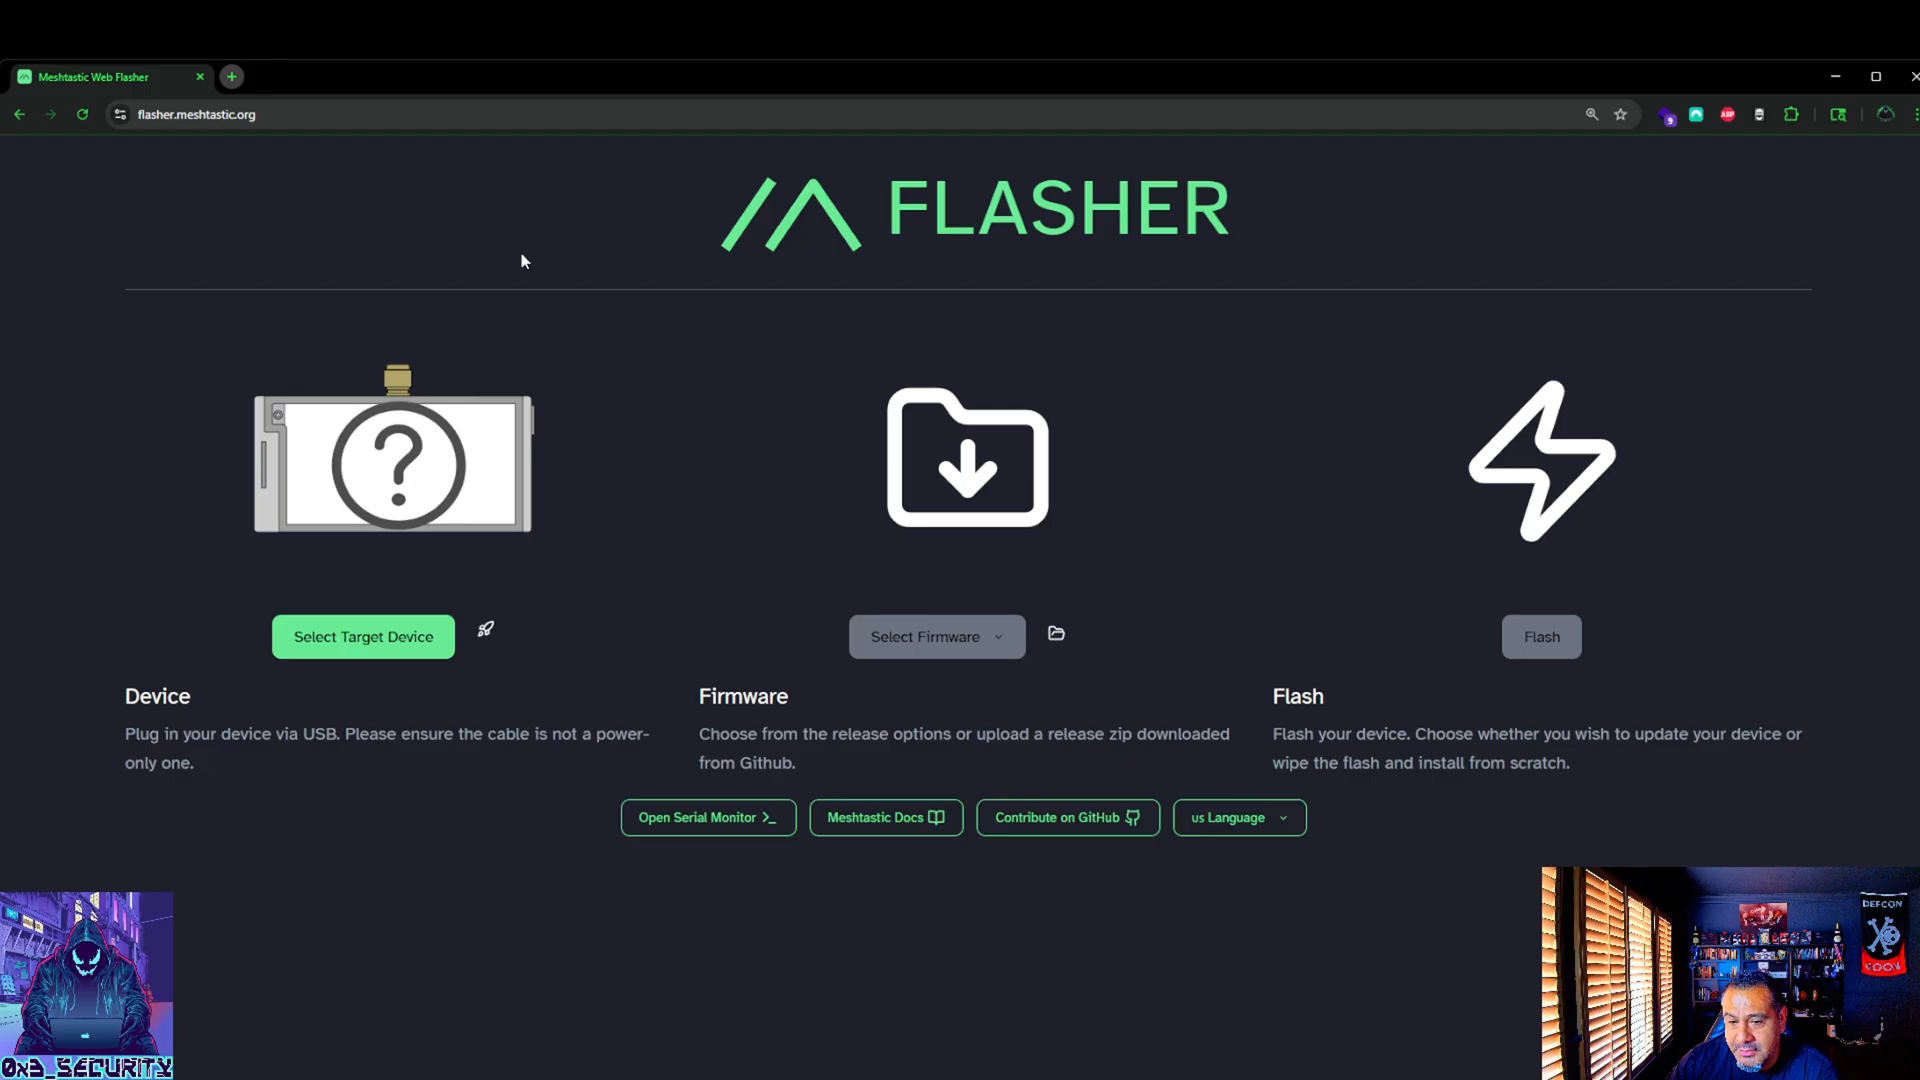 Meshtastic Web Flasher
flasher.meshtastic.org
9
ABP
FLASHER
?
Select Target Device
Select Firmware
Flash
Device
Plug in your device via USB. Please ensure the cable is not a power-
only one.
Firmware
Choose from the release options or upload a release zip downloaded
from Github.
Flash
Flash your device. Choose whether you wish to update your device or
wipe the flash and install from scratch.
Open Serial Monitor >_
Meshtastic Docs
Contribute on GitHub
us Language
0x3_SECURITY
DEFCON